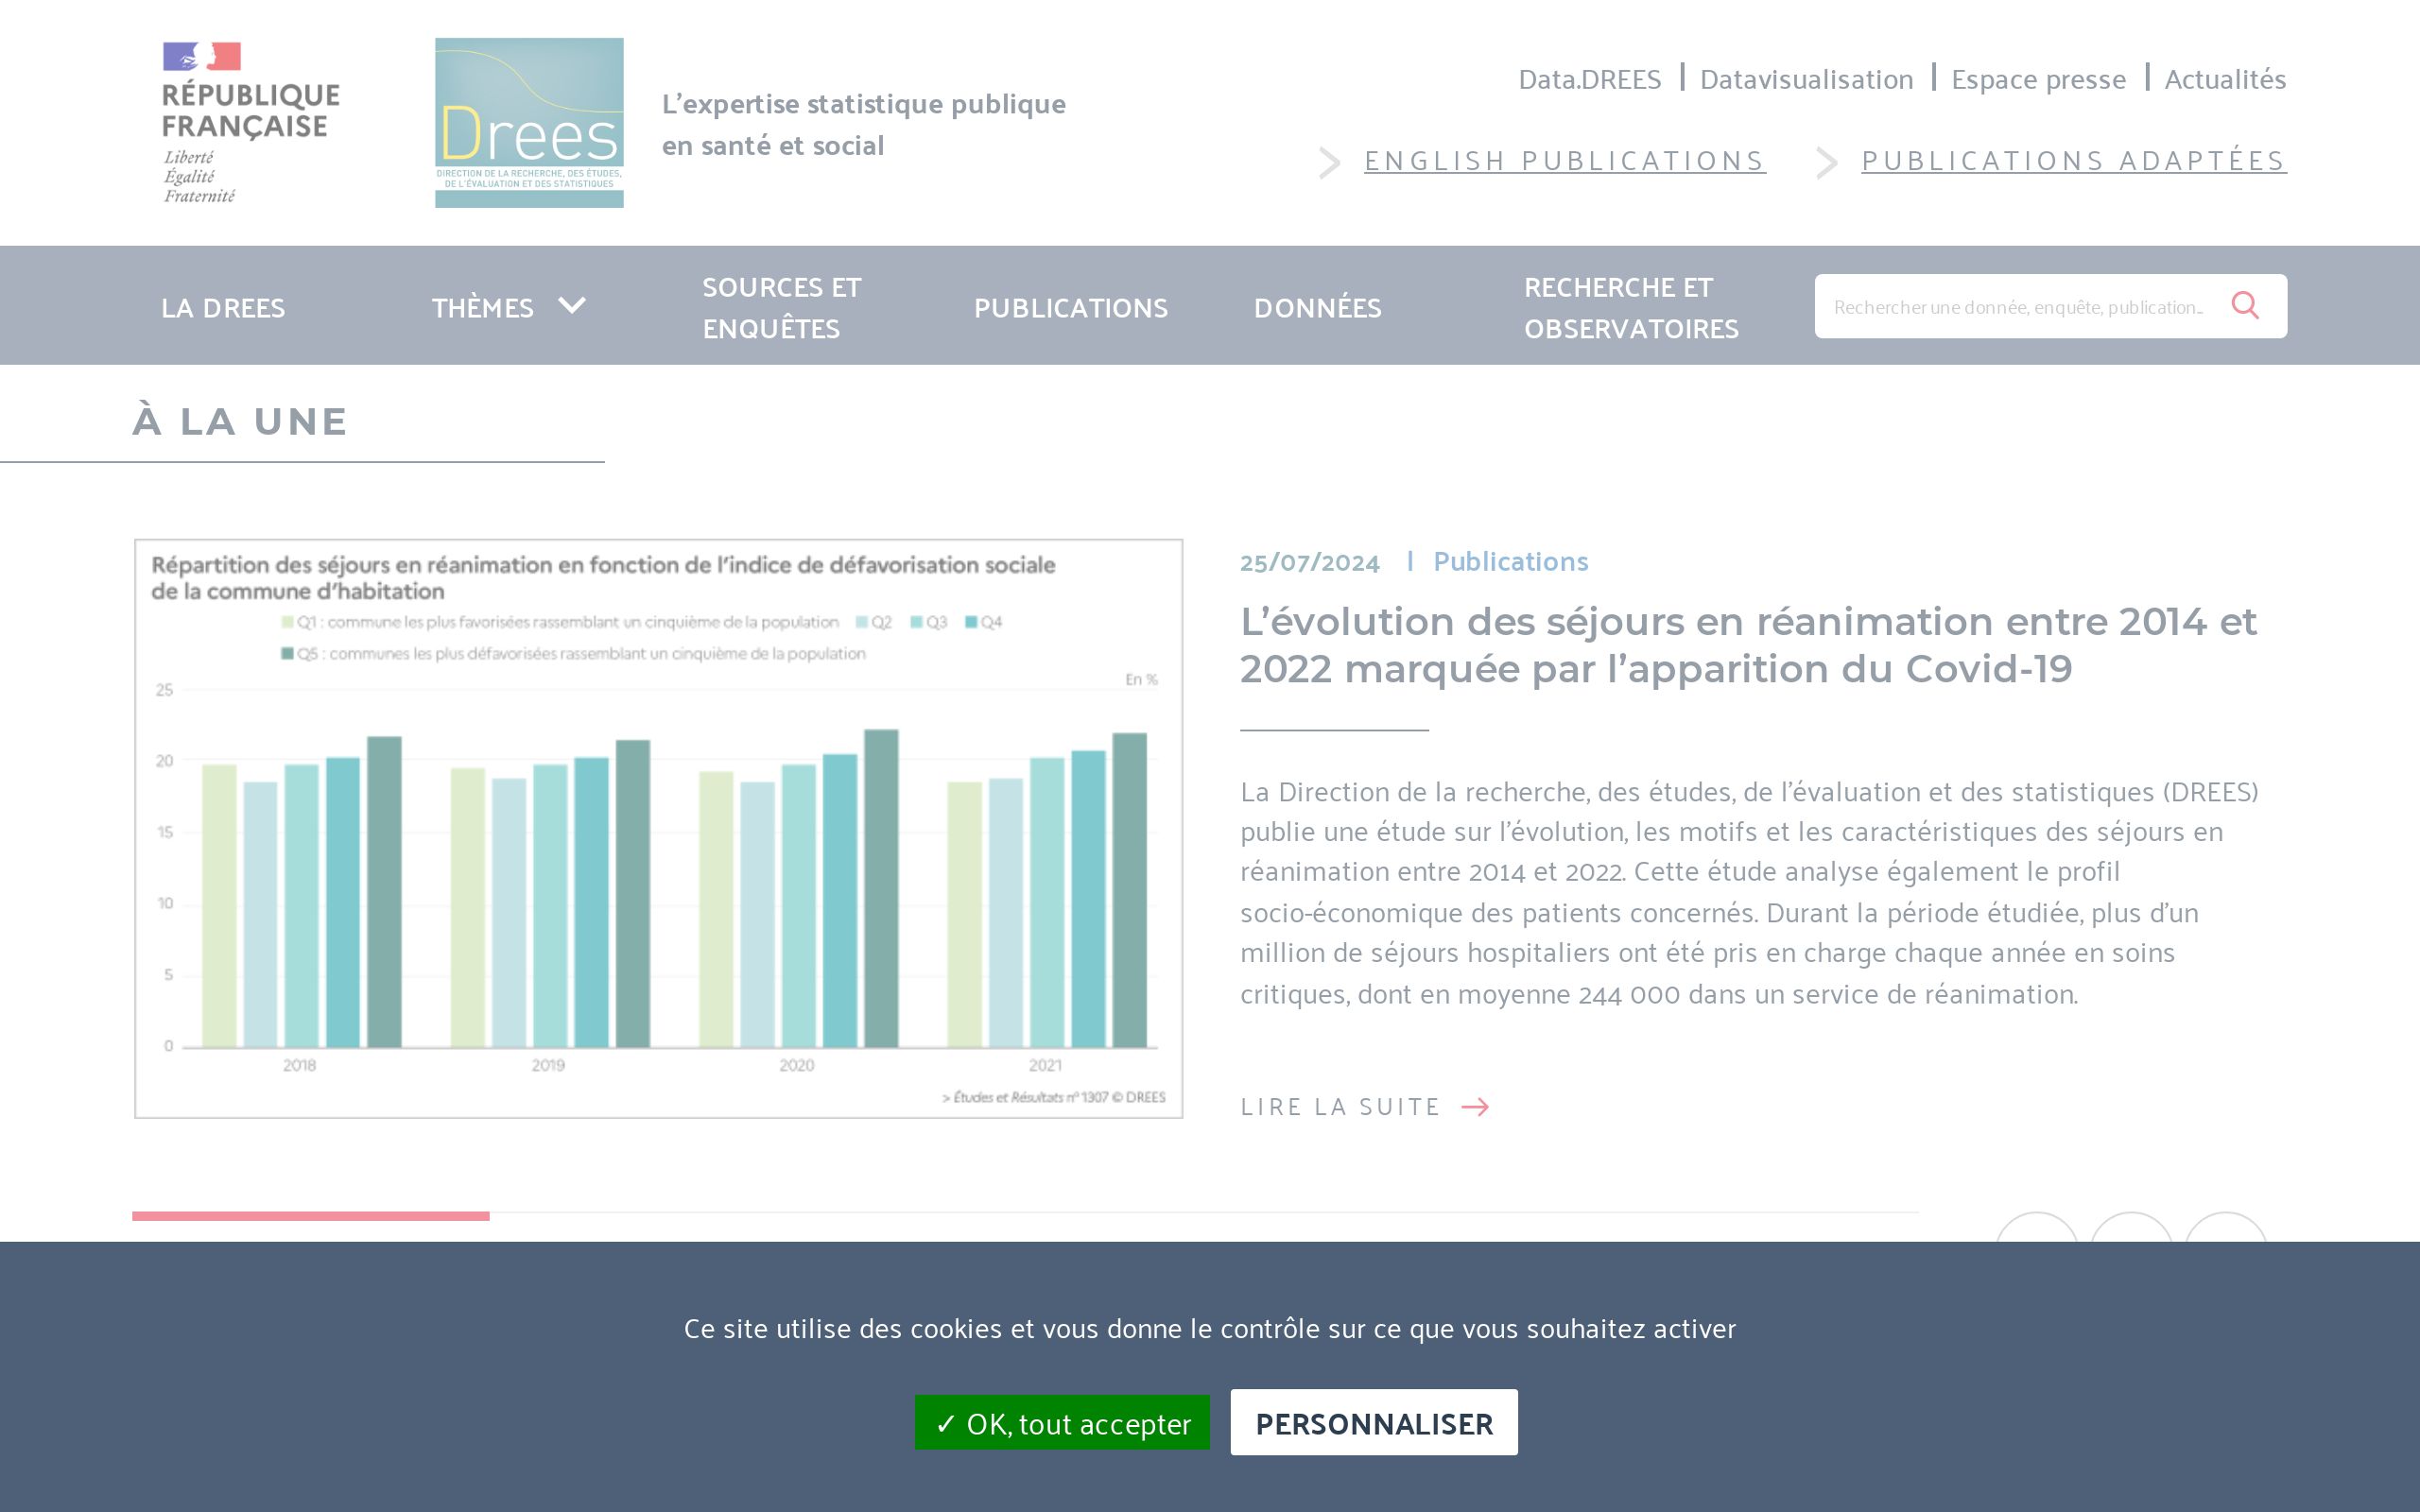 RÉPUBLIQUE
FRANÇAISE
Liberté
Égalité
Fraternité
Drees
DIRECTION DE LA RECHERCHE, DES ÉTUDES,
DE L'ÉVALUATION ET DES STATISTIQUES
L'expertise statistique publique
en santé et social
Data.DREES | Datavisualisation | Espace presse | Actualités
ENGLISH PUBLICATIONS PUBLICATIONS ADAPTÉES
LA DREES
THÈMES
SOURCES ET
ENQUÊTES
PUBLICATIONS
DONNÉES
RECHERCHE ET
OBSERVATOIRES
Rechercher une donnée, enquête, publication...
À LA UNE
Répartition des séjours en réanimation en fonction de l'indice de défavorisation sociale
de la commune d'habitation
Q1 : commune les plus favorisées rassemblant un cinquième de la population Q2 Q3 Q4
Q5 : communes les plus défavorisées rassemblant un cinquième de la population
En %
25
20
15
10
5
0
2018 2019 2020 2021
> Études et Résultats n° 1307 © DREES
25/07/2024 | Publications
L'évolution des séjours en réanimation entre 2014 et
2022 marquée par l'apparition du Covid-19
La Direction de la recherche, des études, de l'évaluation et des statistiques (DREES)
publie une étude sur l'évolution, les motifs et les caractéristiques des séjours en
réanimation entre 2014 et 2022. Cette étude analyse également le profil
socio-économique des patients concernés. Durant la période étudiée, plus d'un
million de séjours hospitaliers ont été pris en charge chaque année en soins
critiques, dont en moyenne 244 000 dans un service de réanimation.
LIRE LA SUITE
Ce site utilise des cookies et vous donne le contrôle sur ce que vous souhaitez activer
✓ OK, tout accepter PERSONNALISER